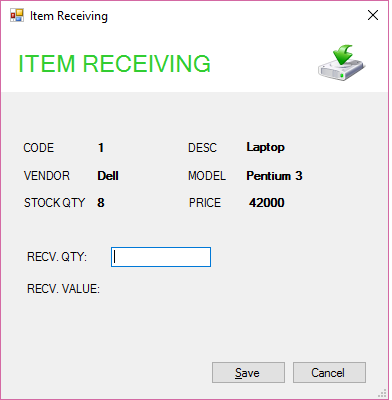 Item Receiving
ITEM RECEIVING
CODE 1 DESC Laptop
VENDOR Dell MODEL Pentium 3
STOCK QTY 8 PRICE 42000
RECV. QTY:
RECV. VALUE:
Save Cancel